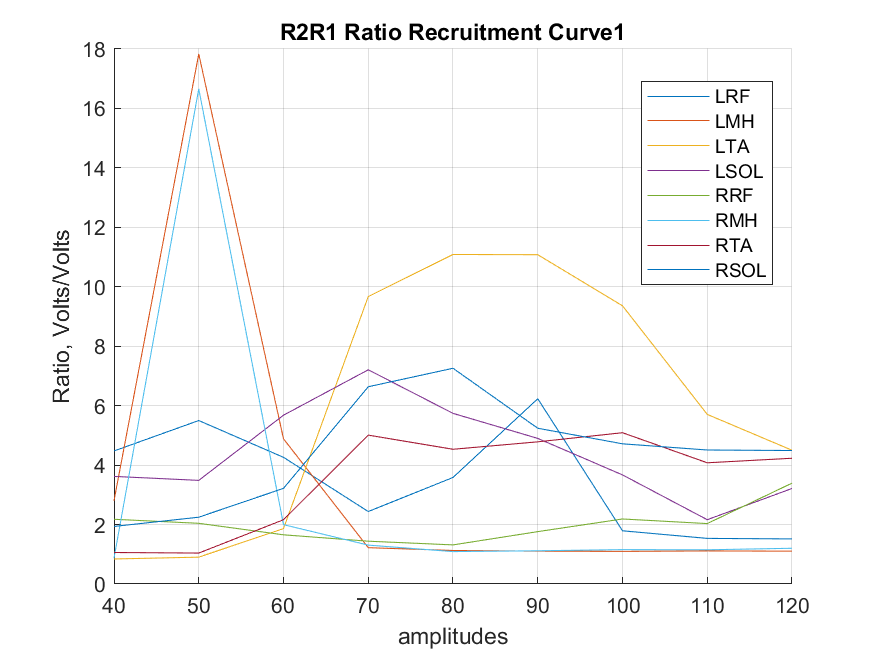 R2R1 Ratio Recruitment Curve1
18
16
14
12
10
8
6
4
2
0
Ratio, Volts/Volts
LRF
LMH
LTA
LSOL
RRF
RMH
RTA
RSOL
40 50 60 70 80 90 100 110 120
amplitudes